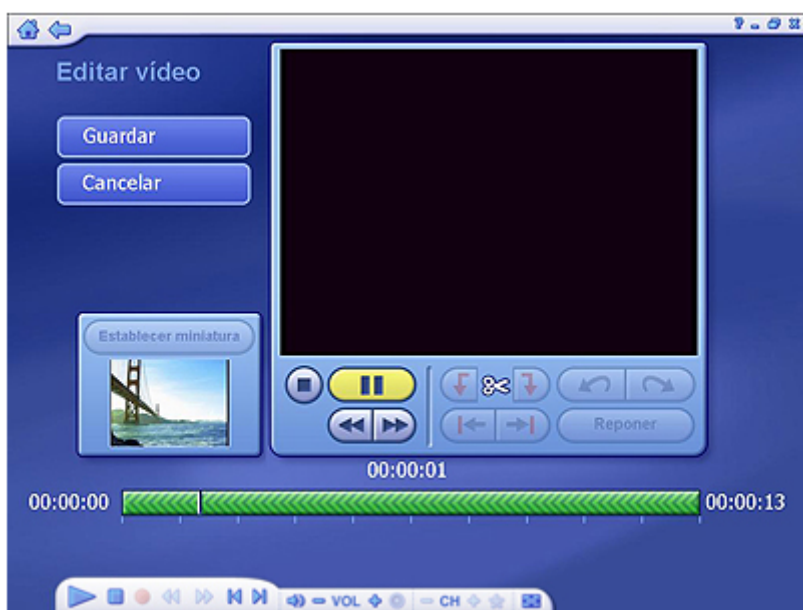 Editar vídeo
Guardar
Cancelar
Establecer miniatura
Reponer
00:00:01
00:00:00
00:00:13
VOL
CH